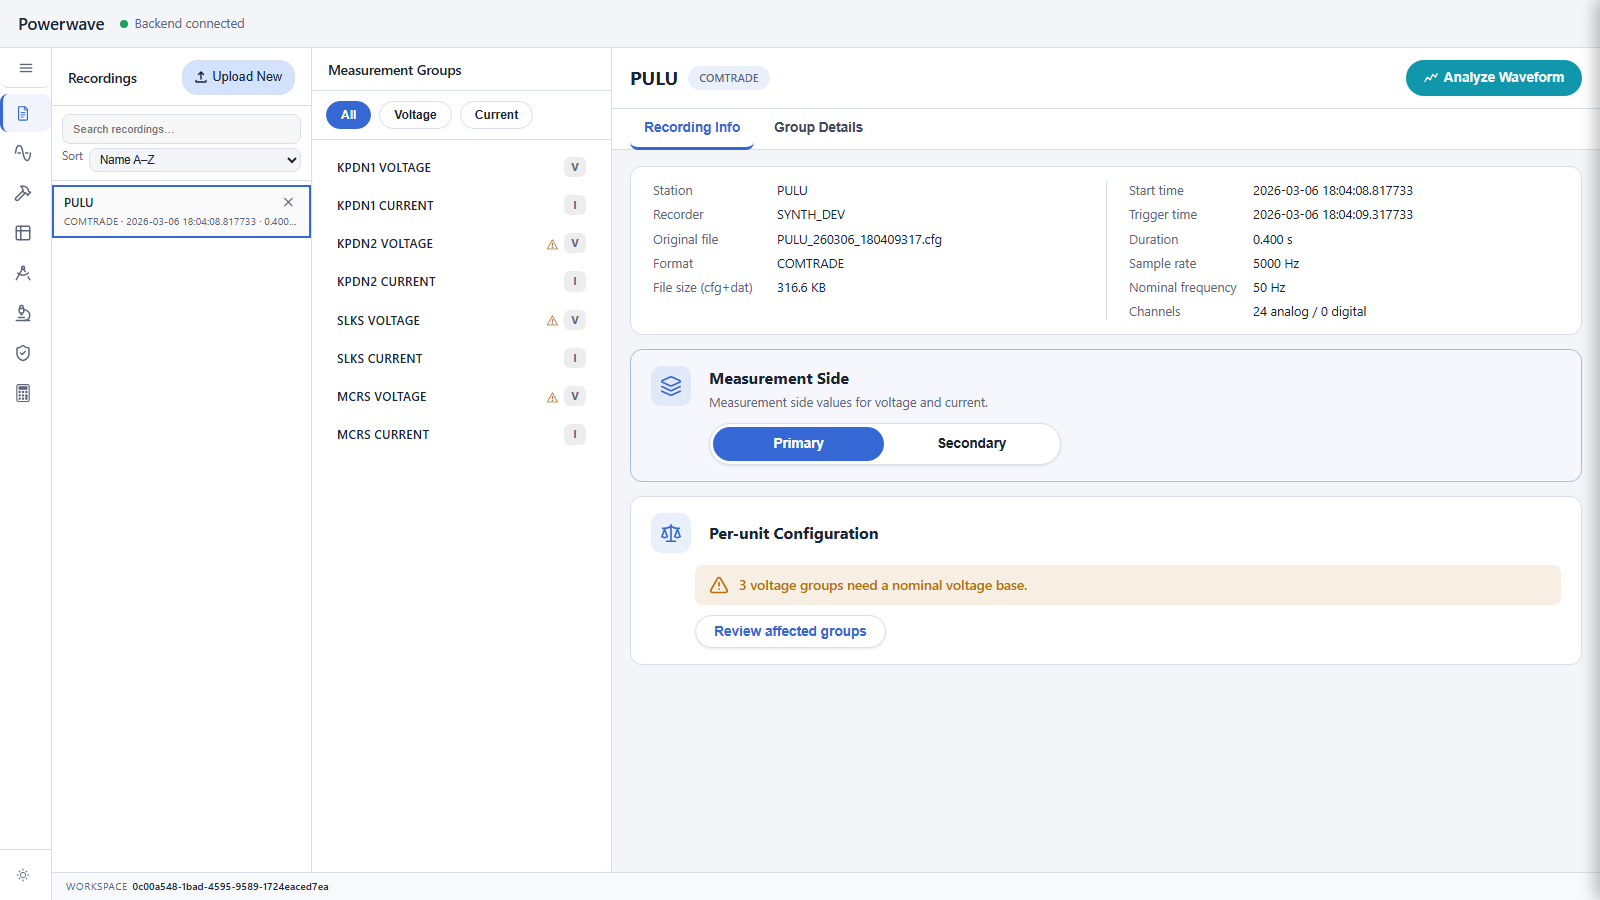 Powerwave
Backend connected
Recordings
Upload New
Search recordings...
Sort
Name A–Z
PULU
COMTRADE · 2026-03-06 18:04:08.817733 · 0.400...
Measurement Groups
All
Voltage
Current
KPDN1 VOLTAGE V
KPDN1 CURRENT I
KPDN2 VOLTAGE V
KPDN2 CURRENT I
SLKS VOLTAGE V
SLKS CURRENT I
MCRS VOLTAGE V
MCRS CURRENT I
PULU COMTRADE
Analyze Waveform
Recording Info
Group Details
Station PULU
Recorder SYNTH_DEV
Original file PULU_260306_180409317.cfg
Format COMTRADE
File size (cfg+dat) 316.6 KB
Start time 2026-03-06 18:04:08.817733
Trigger time 2026-03-06 18:04:09.317733
Duration 0.400 s
Sample rate 5000 Hz
Nominal frequency 50 Hz
Channels 24 analog / 0 digital
Measurement Side
Measurement side values for voltage and current.
Primary
Secondary
Per-unit Configuration
3 voltage groups need a nominal voltage base.
Review affected groups
WORKSPACE 0c00a548-1bad-4595-9589-1724eaced7ea